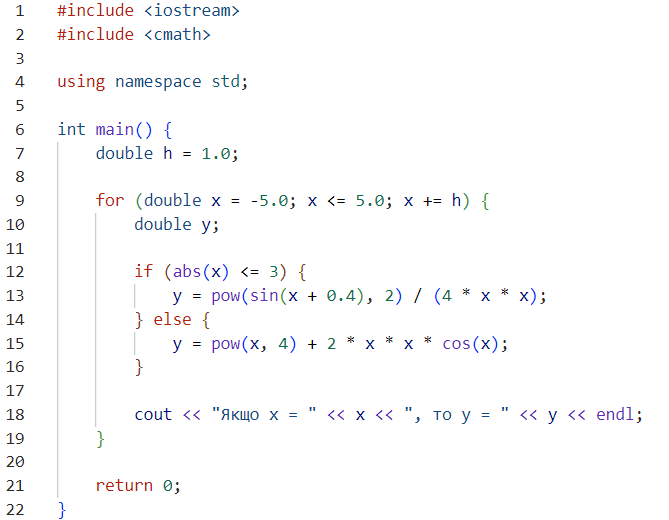 1 #include <iostream>
2 #include <cmath>
3
4 using namespace std;
5
6 int main() {
7     double h = 1.0;
8
9     for (double x = -5.0; x <= 5.0; x += h) {
10         double y;
11
12         if (abs(x) <= 3) {
13             y = pow(sin(x + 0.4), 2) / (4 * x * x);
14         } else {
15             y = pow(x, 4) + 2 * x * x * cos(x);
16         }
17
18         cout << "Якщо x = " << x << ", то y = " << y << endl;
19     }
20
21     return 0;
22 }